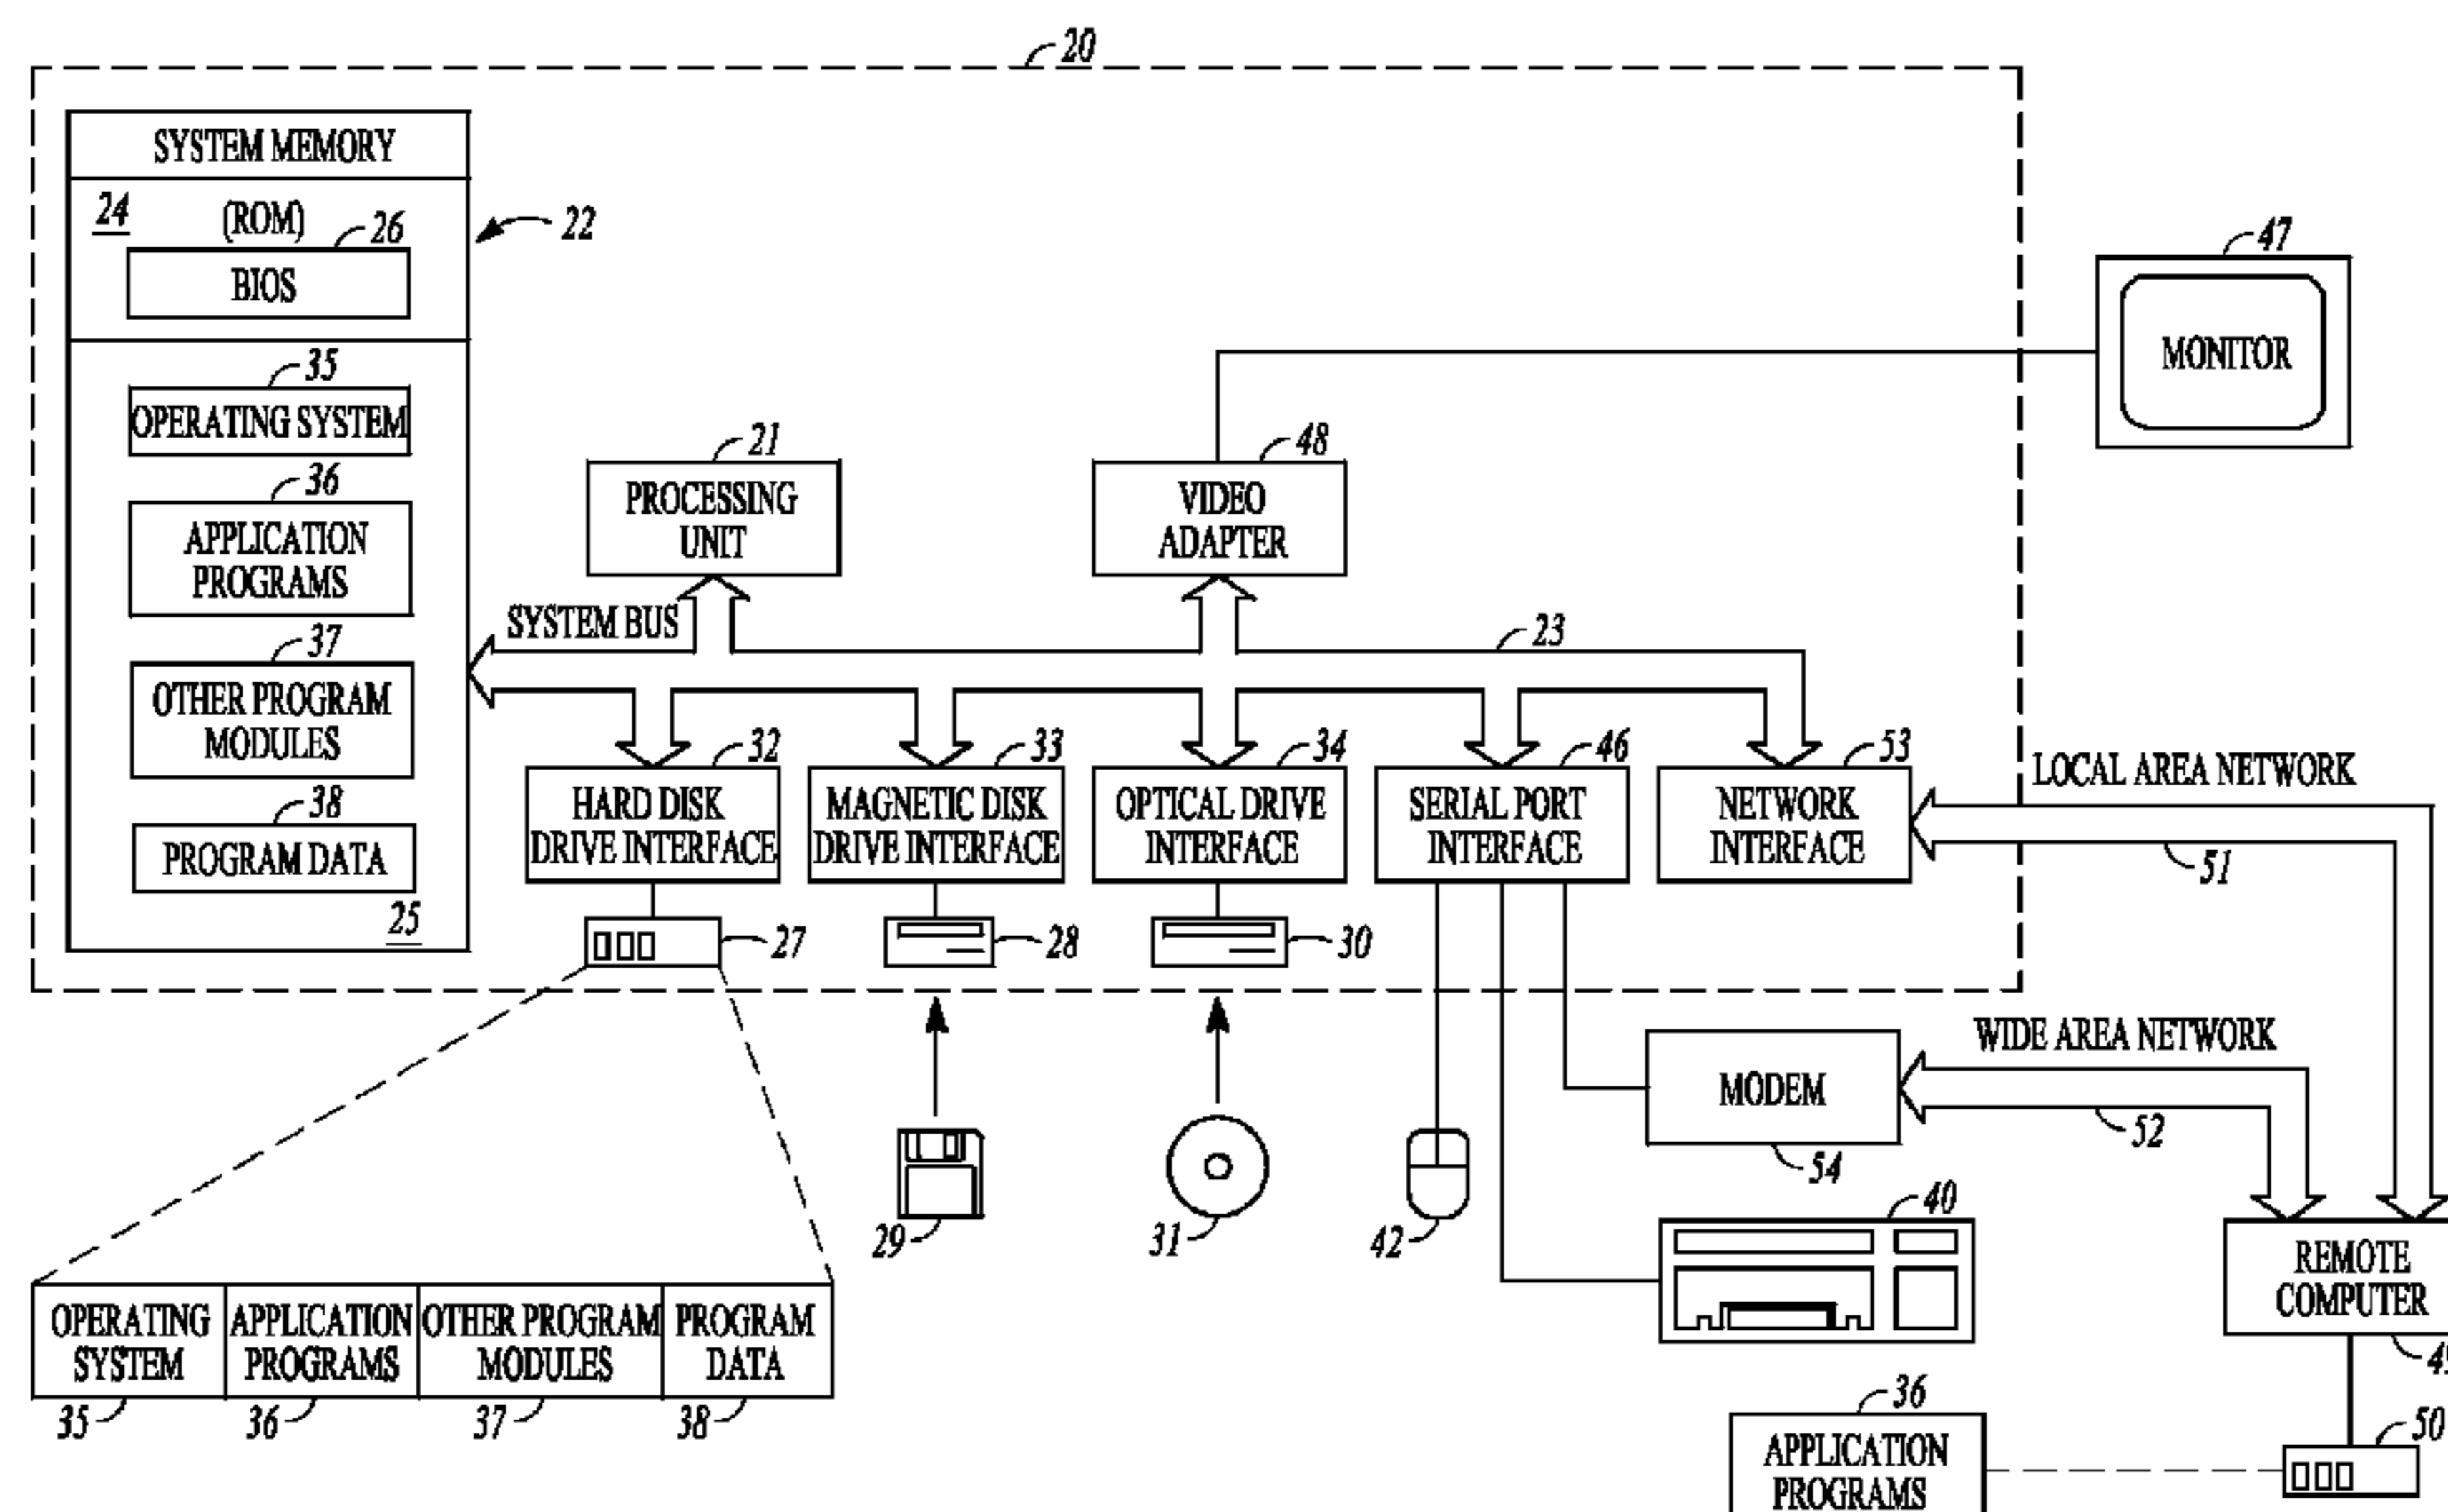 20
SYSTEM MEMORY
24
(ROM)
26
BIOS
22
35
OPERATING SYSTEM
36
APPLICATION
PROGRAMS
37
OTHER PROGRAM
MODULES
38
PROGRAM DATA
25
47
MONITOR
21
PROCESSING
UNIT
48
VIDEO
ADAPTER
SYSTEM BUS
23
32
HARD DISK
DRIVE INTERFACE
33
MAGNETIC DISK
DRIVE INTERFACE
34
OPTICAL DRIVE
INTERFACE
46
SERIAL PORT
INTERFACE
53
NETWORK
INTERFACE
LOCAL AREA NETWORK
51
27
28
30
WIDE AREA NETWORK
52
MODEM
54
29
31
42
40
REMOTE
COMPUTER
49
OPERATING
SYSTEM
35
APPLICATION
PROGRAMS
36
OTHER PROGRAM
MODULES
37
PROGRAM
DATA
38
36
APPLICATION
PROGRAMS
50